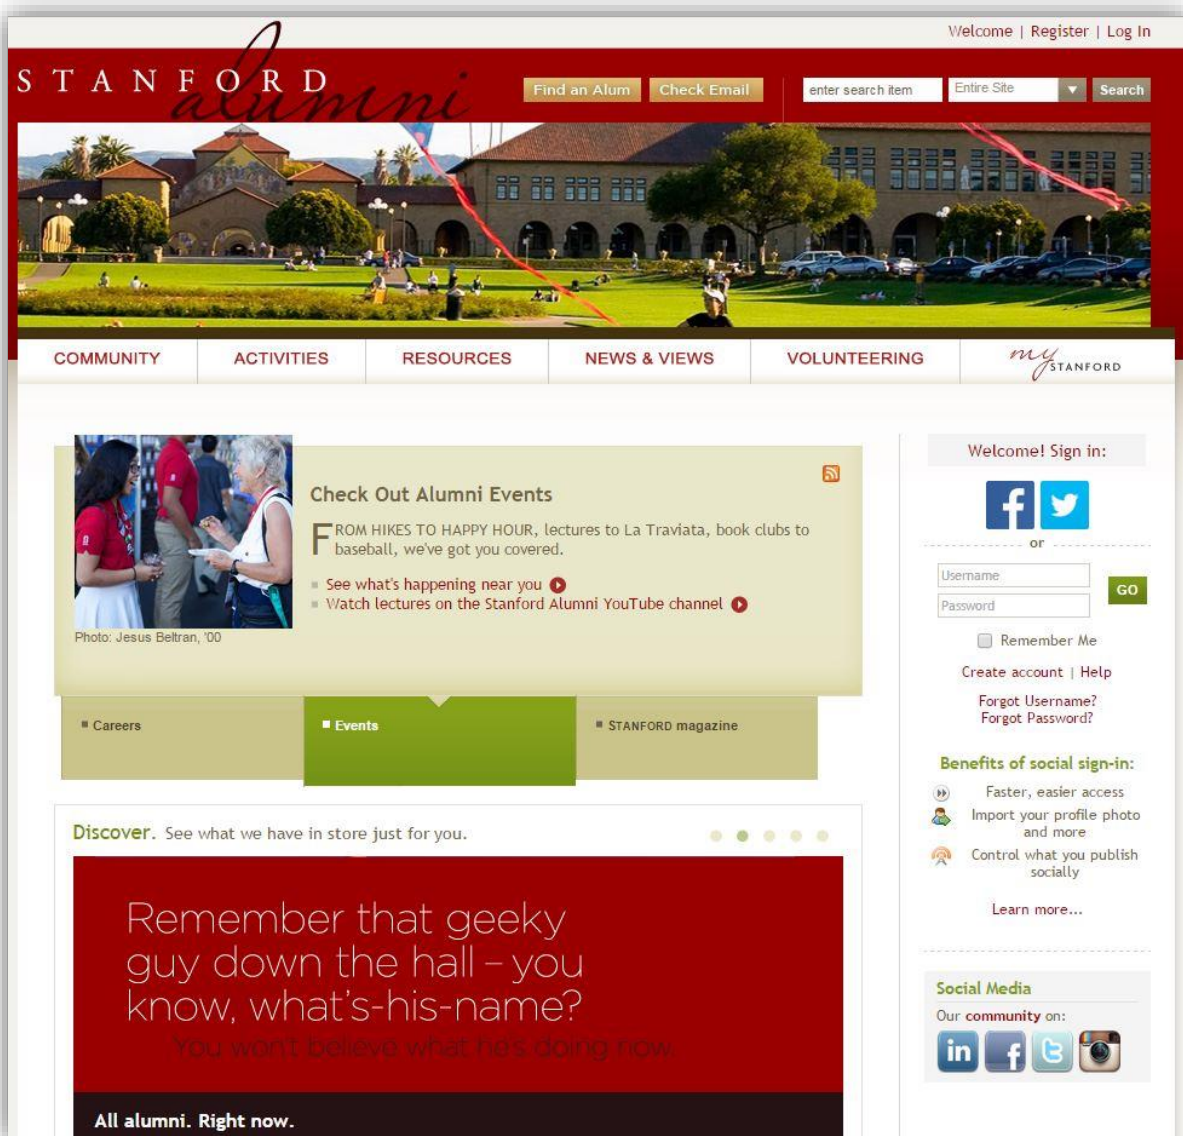 Welcome | Register | Log In
STANFORD alumni
Find an Alum Check Email enter search item Entire Site Search
COMMUNITY ACTIVITIES RESOURCES NEWS & VIEWS VOLUNTEERING my STANFORD
Check Out Alumni Events
FROM HIKES TO HAPPY HOUR, lectures to La Traviata, book clubs to
baseball, we've got you covered.
See what's happening near you
Watch lectures on the Stanford Alumni YouTube channel
Photo: Jesus Beltran, '00
Careers Events STANFORD magazine
Discover. See what we have in store just for you.
Remember that geeky
guy down the hall – you
know, what's-his-name?
You won't believe what he's doing now.
All alumni. Right now.
Welcome! Sign in:
f
or
Username
Password
GO
Remember Me
Create account | Help
Forgot Username?
Forgot Password?
Benefits of social sign-in:
Faster, easier access
Import your profile photo
and more
Control what you publish
socially
Learn more...
Social Media
Our community on:
in f t